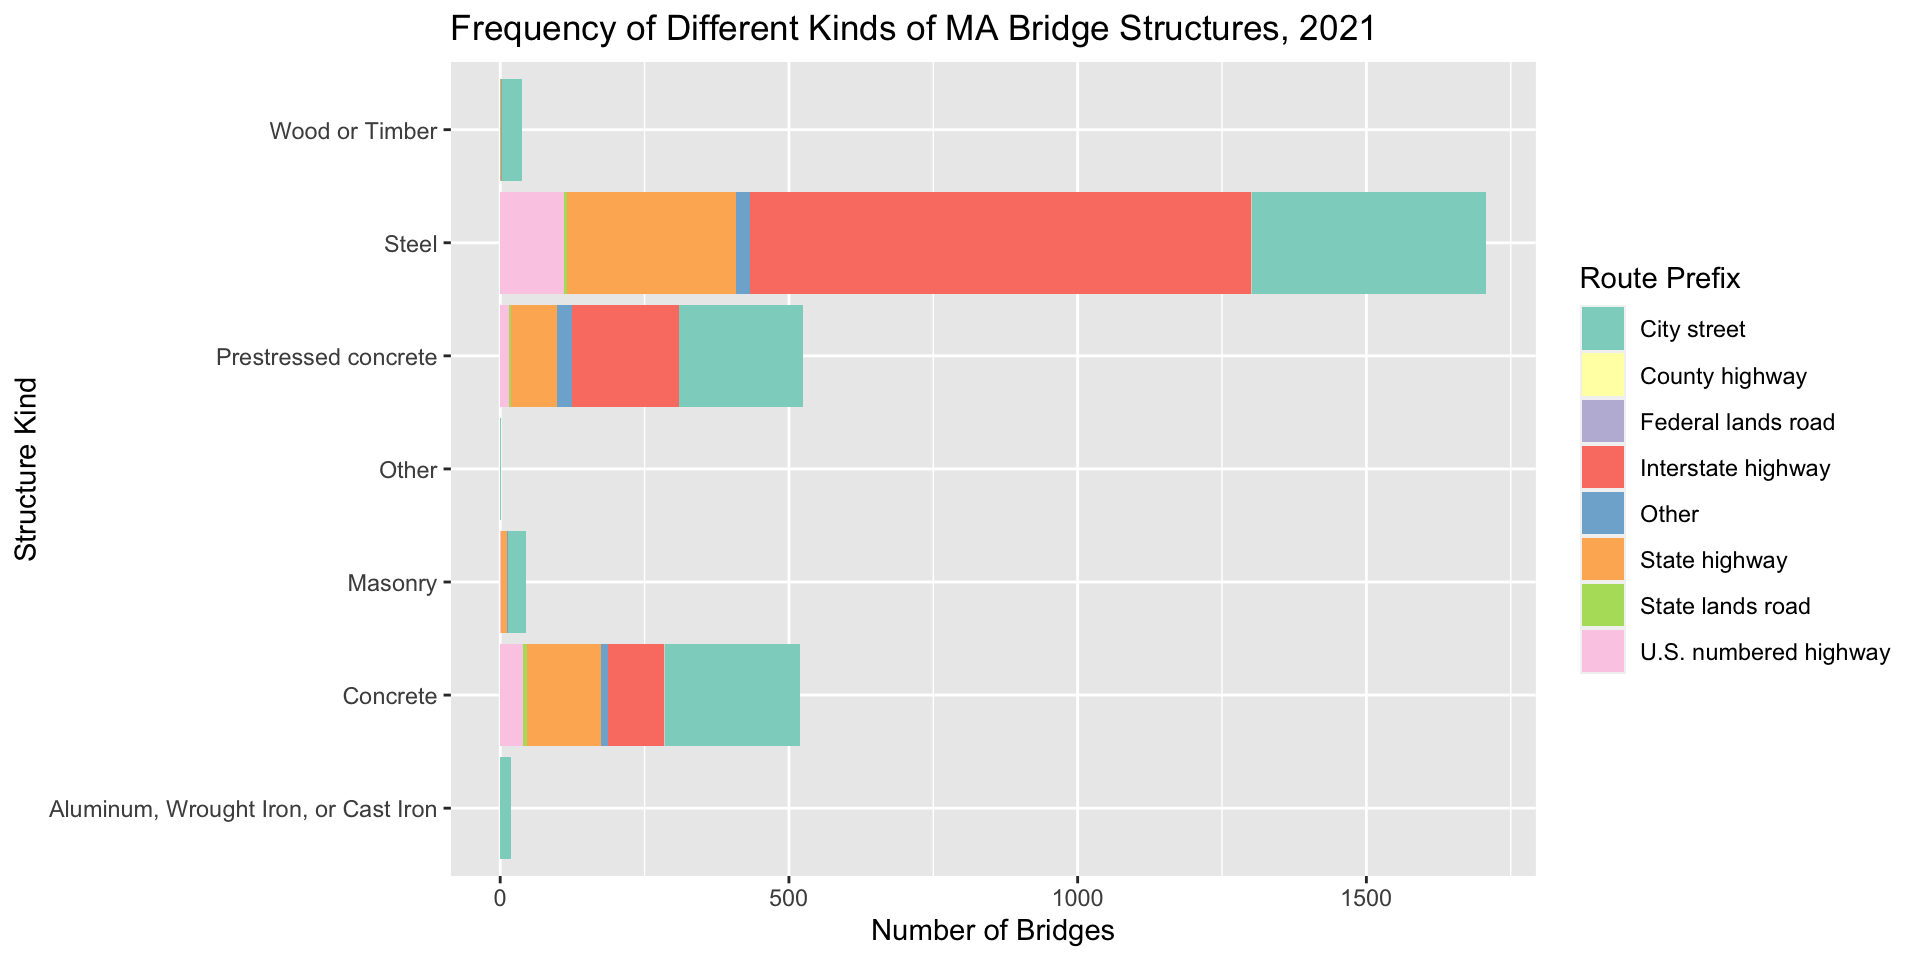 Frequency of Different Kinds of MA Bridge Structures, 2021
Structure Kind
Wood or Timber
Steel
Prestressed concrete
Other
Masonry
Concrete
Aluminum, Wrought Iron, or Cast Iron
0 500 1000 1500
Number of Bridges
Route Prefix
City street
County highway
Federal lands road
Interstate highway
Other
State highway
State lands road
U.S. numbered highway